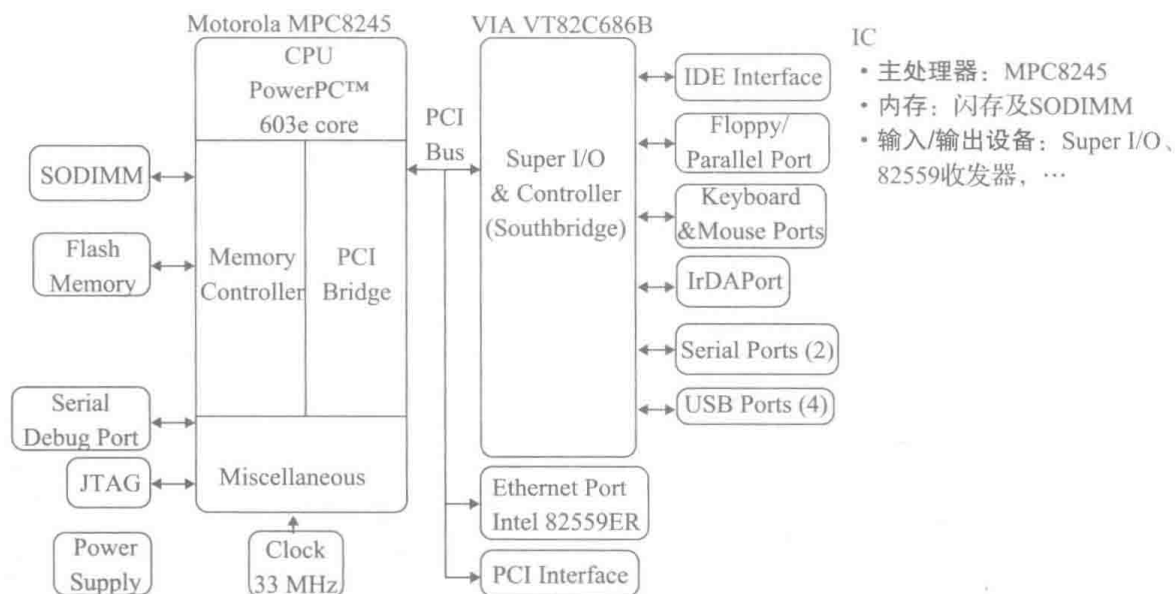 Motorola MPC8245
CPU
PowerPC™
603e core
Memory
Controller
PCI
Bridge
Miscellaneous
SODIMM
Flash
Memory
Serial
Debug Port
JTAG
Power
Supply
Clock
33 MHz
PCI
Bus
VIA VT82C686B
Super I/O
& Controller
(Southbridge)
IDE Interface
Floppy/
Parallel Port
Keyboard
&Mouse Ports
IrDAPort
Serial Ports (2)
USB Ports (4)
Ethernet Port
Intel 82559ER
PCI Interface
IC
• 主处理器：MPC8245
• 内存：闪存及SODIMM
• 输入/输出设备：Super I/O、
82559收发器，…